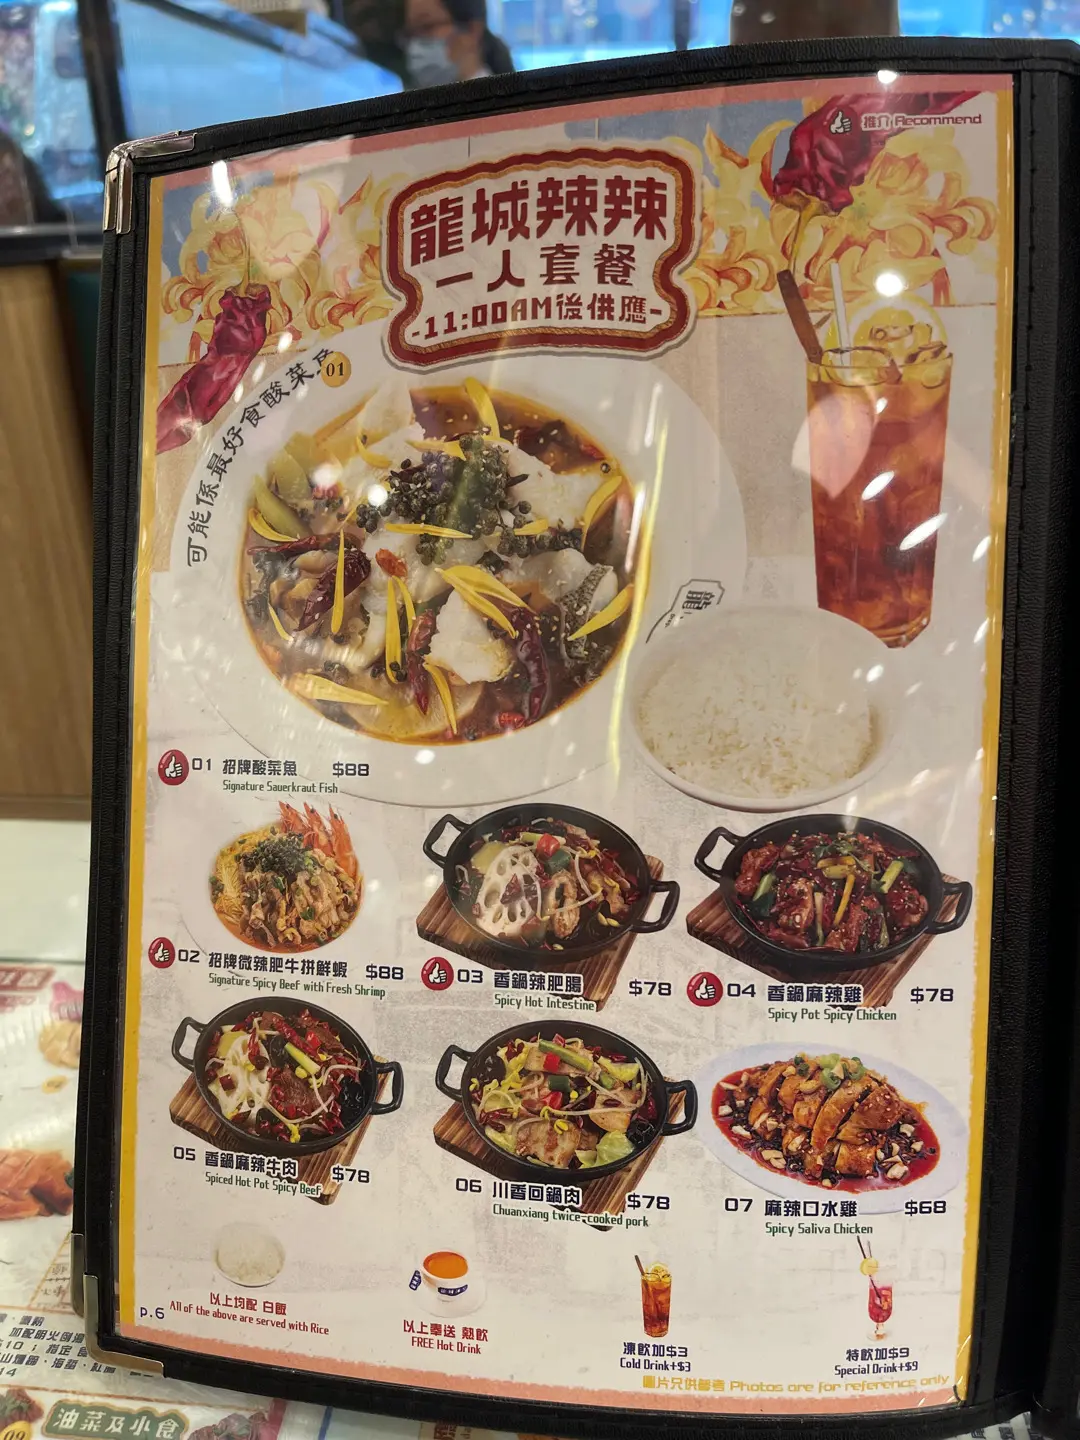 推介 Recommend
龍城辣辣
一人套餐
-11:00AM後供應-
可能係最好食酸菜
01
龍
01 招牌酸菜魚 $88
Signature Sauerkraut Fish
02 招牌微辣肥牛拼鮮蝦 $88
Signature Spicy Beef with Fresh Shrimp
03 香鍋辣肥腸 $78
Spicy Hot Intestine
04 香鍋麻辣雞 $78
Spicy Pot Spicy Chicken
05 香鍋麻辣牛肉 $78
Spiced Hot Pot Spicy Beef
06 川香回鍋肉 $78
Chuanxiang twice-cooked pork
07 麻辣口水雞 $68
Spicy Saliva Chicken
以上均配 白飯
All of the above are served with Rice
以上奉送 熱飲
FREE Hot Drink
凍飲加$3
Cold Drink+$3
特飲加$9
Special Drink+$9
P.6
圖片只供參考 Photos are for reference only
油菜及小食
09